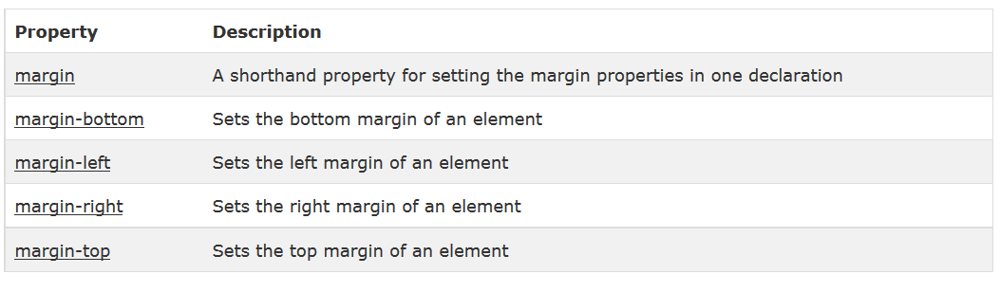 Property Description
margin A shorthand property for setting the margin properties in one declaration
margin-bottom Sets the bottom margin of an element
margin-left Sets the left margin of an element
margin-right Sets the right margin of an element
margin-top Sets the top margin of an element